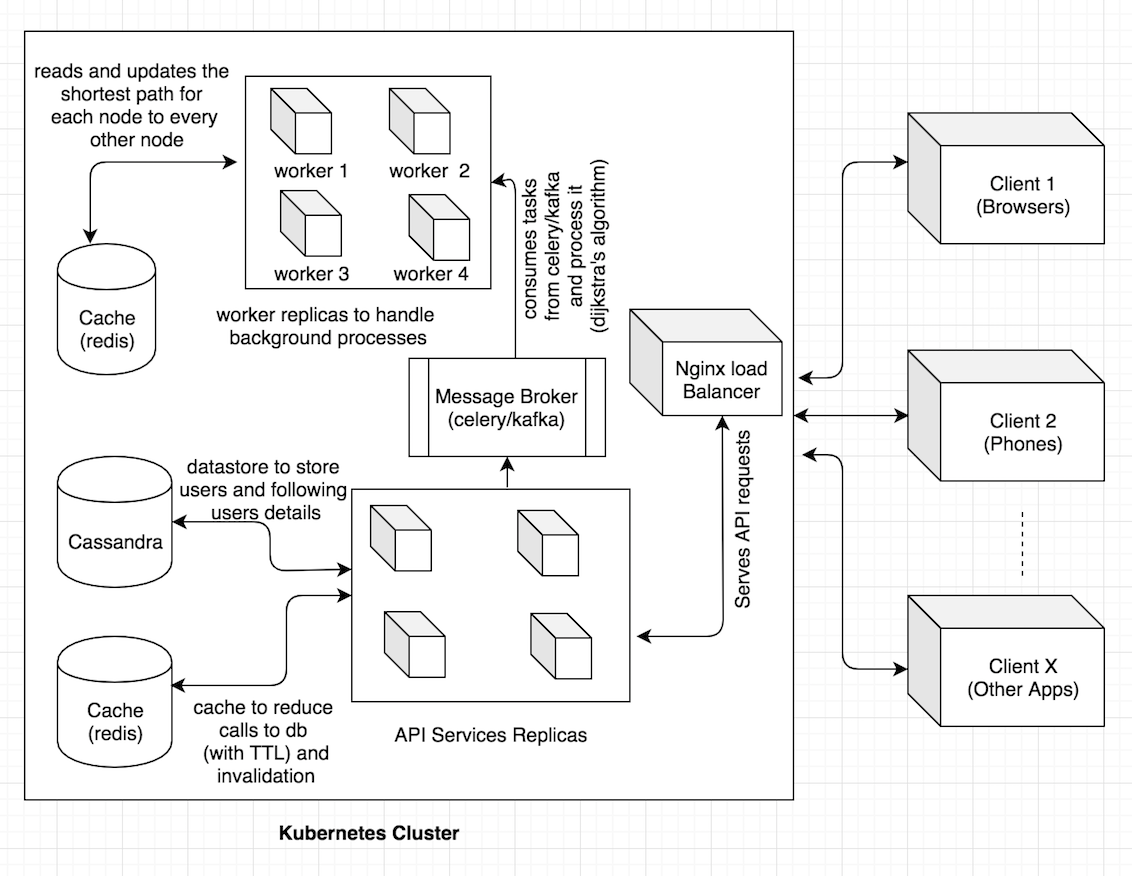 reads and updates the
shortest path for
each node to every
other node
worker 1
worker  2
worker 3
worker 4
worker replicas to handle
background processes
Cache
(redis)
consumes tasks
from celery/kafka
and process it
(dijkstra's algorithm)
Message Broker
(celery/kafka)
Nginx load
Balancer
Serves API requests
datastore to store
users and following
users details
Cassandra
Cache
(redis)
cache to reduce
calls to db
(with TTL) and
invalidation
API Services Replicas
Kubernetes Cluster
Client 1
(Browsers)
Client 2
(Phones)
Client X
(Other Apps)